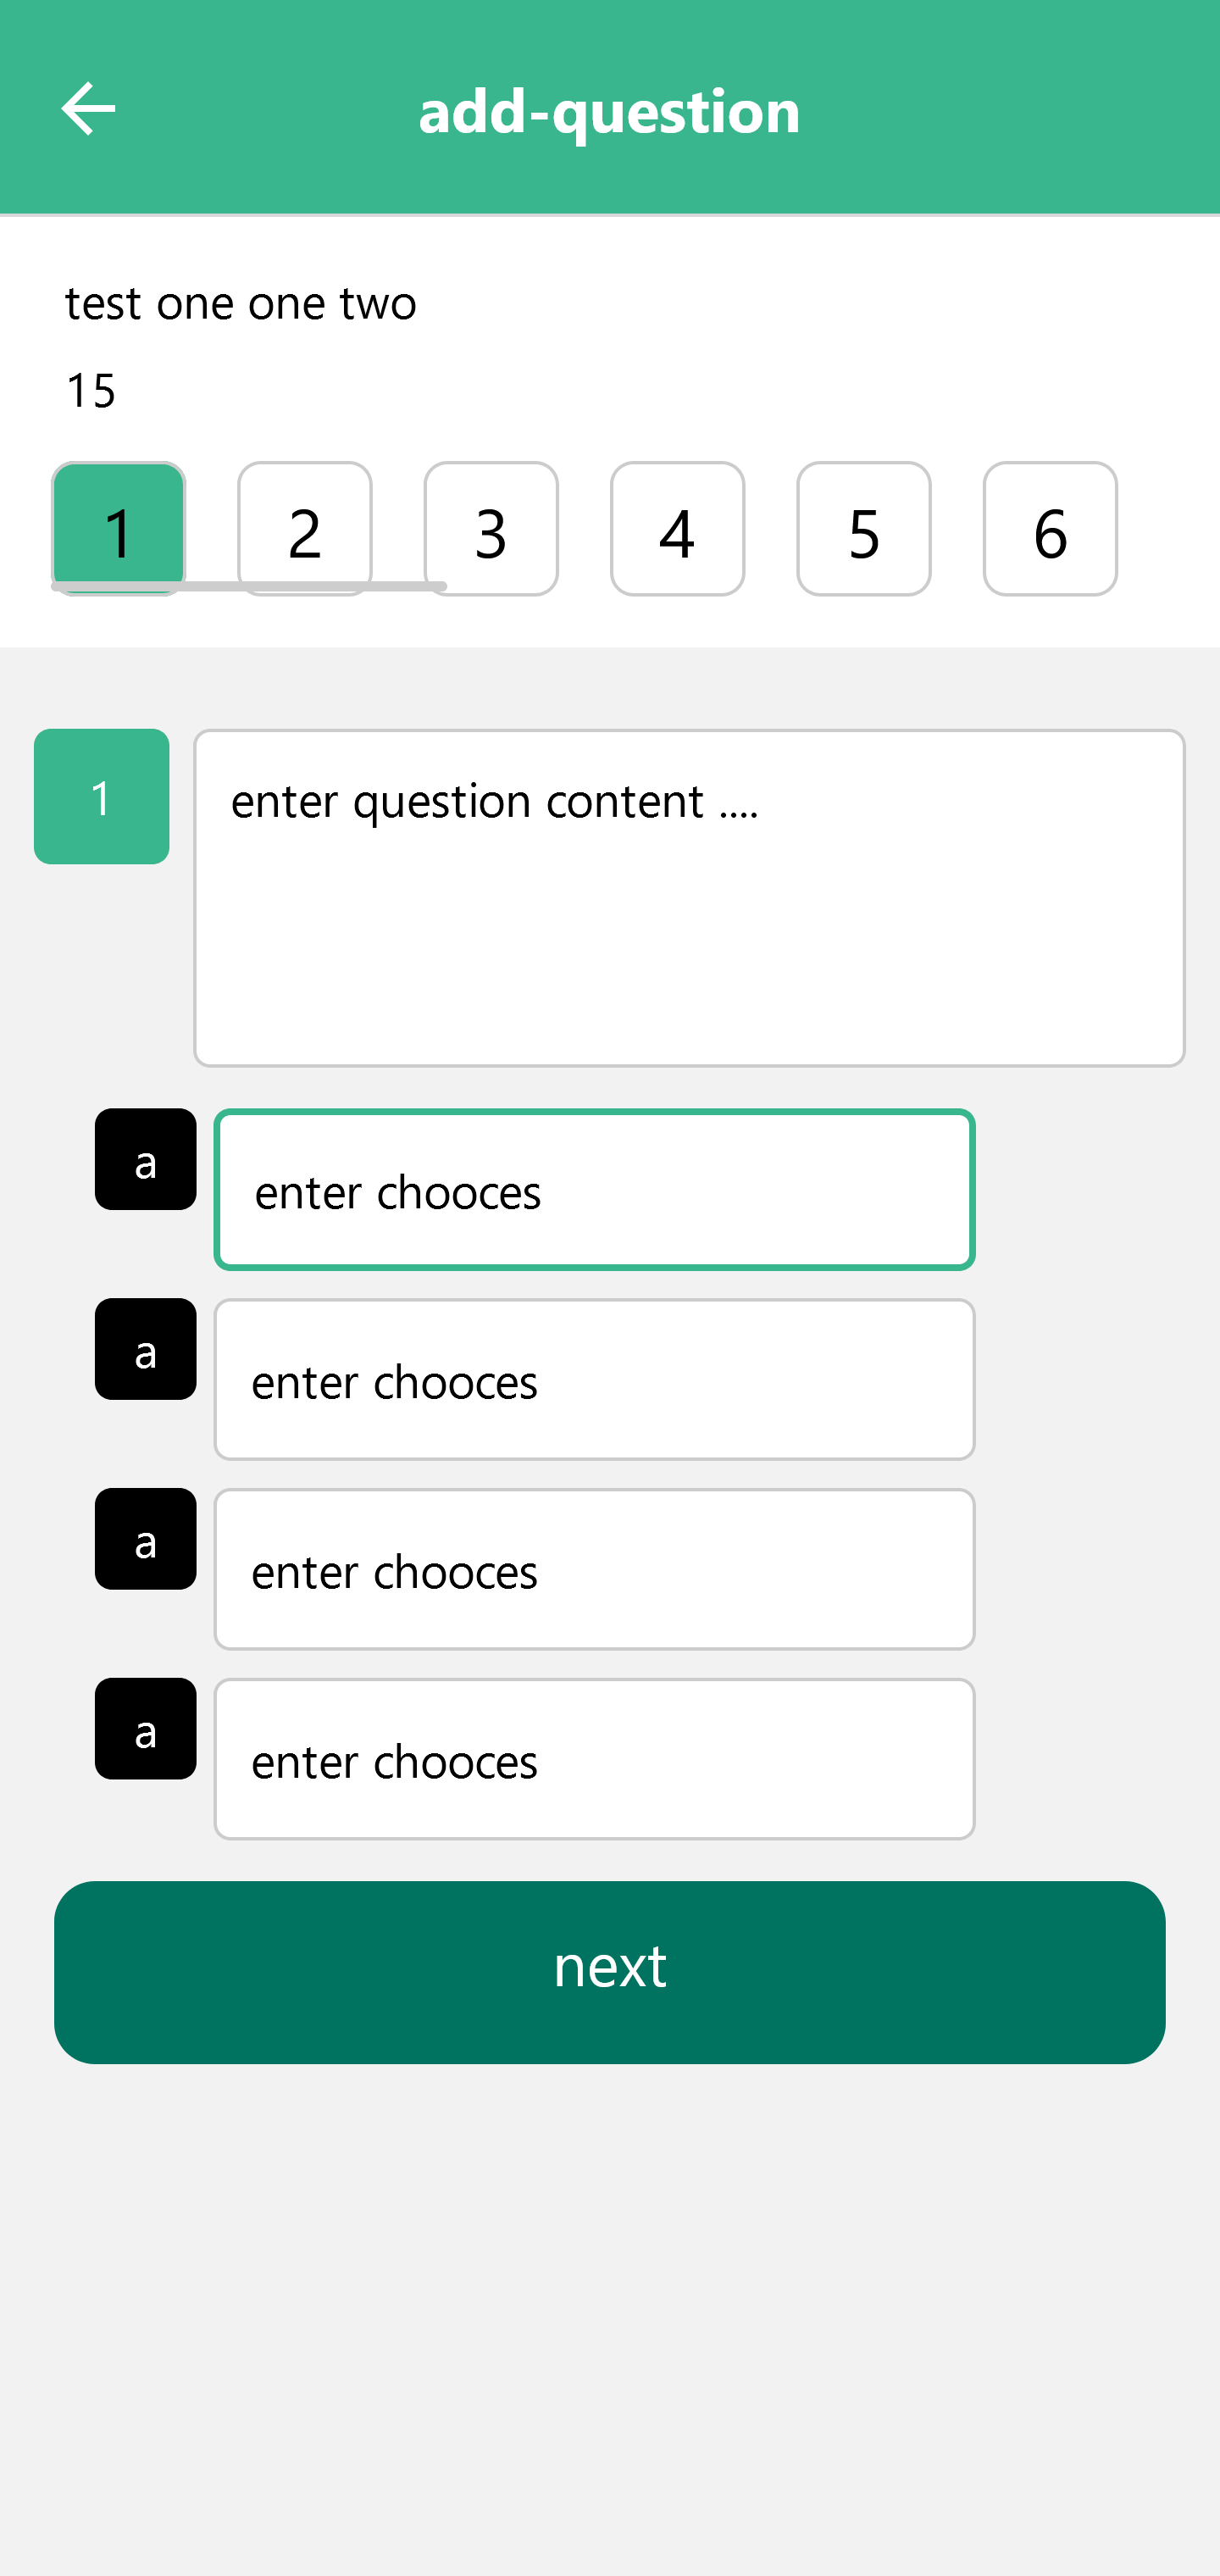 add-question
test one one two
15
1 2 3 4 5 6
1 enter question content ....
a enter chooces
a enter chooces
a enter chooces
a enter chooces
next